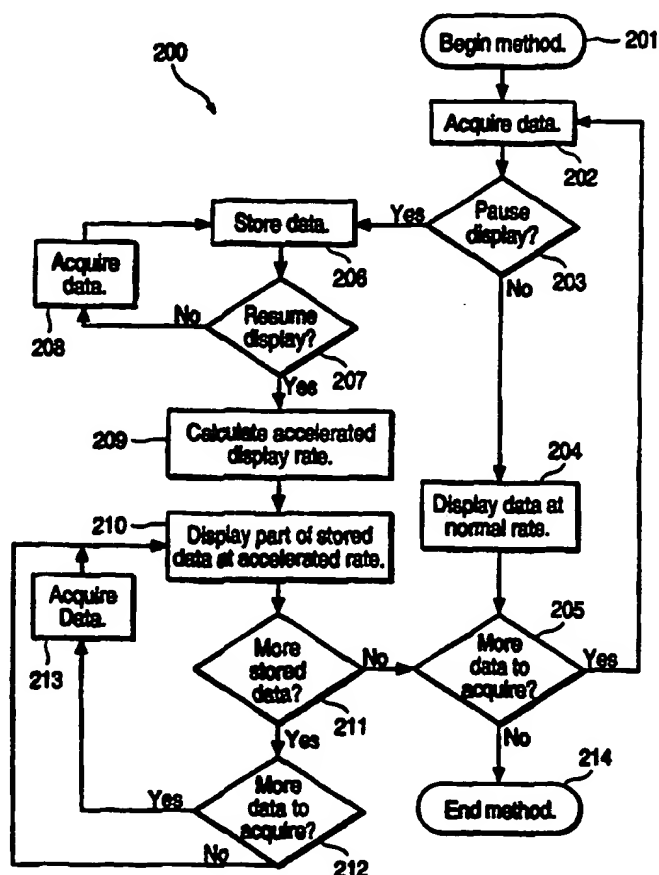 200
Begin method.
201
Acquire data.
202
Pause
display?
203
Yes
No
Store data.
206
Acquire
data.
208
No
Resume
display?
207
Yes
209
Calculate accelerated
display rate.
204
Display data at
normal rate.
210
Display part of stored
data at accelerated rate.
Acquire
Data.
213
More
stored
data?
211
No
Yes
205
More
data to
acquire?
Yes
No
More
data to
acquire?
212
Yes
No
214
End method.